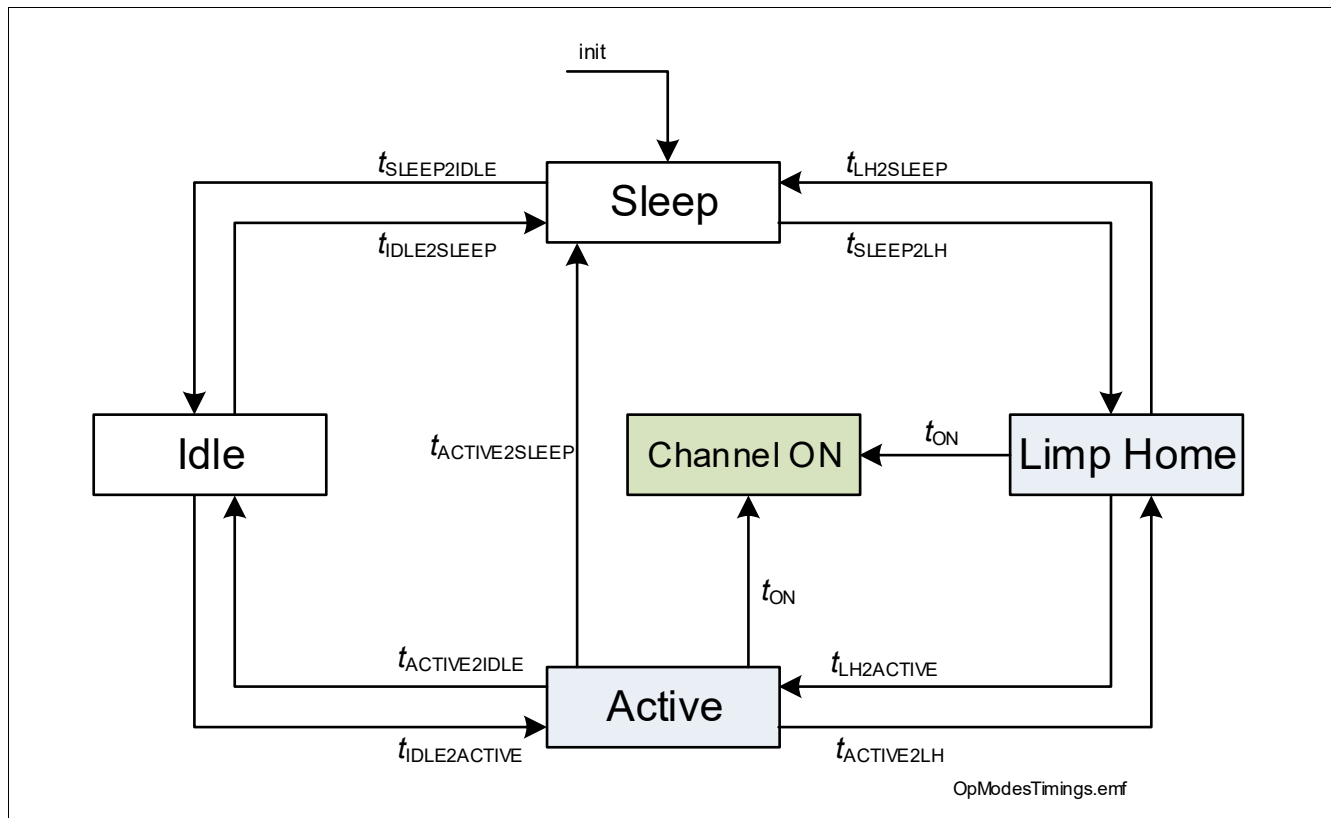 init
tSLEEP2IDLE
tLH2SLEEP
Sleep
tIDLE2SLEEP
tSLEEP2LH
Idle
tACTIVE2SLEEP
Channel ON
tON
Limp Home
tON
tACTIVE2IDLE
tLH2ACTIVE
Active
tIDLE2ACTIVE
tACTIVE2LH
OpModesTimings.emf